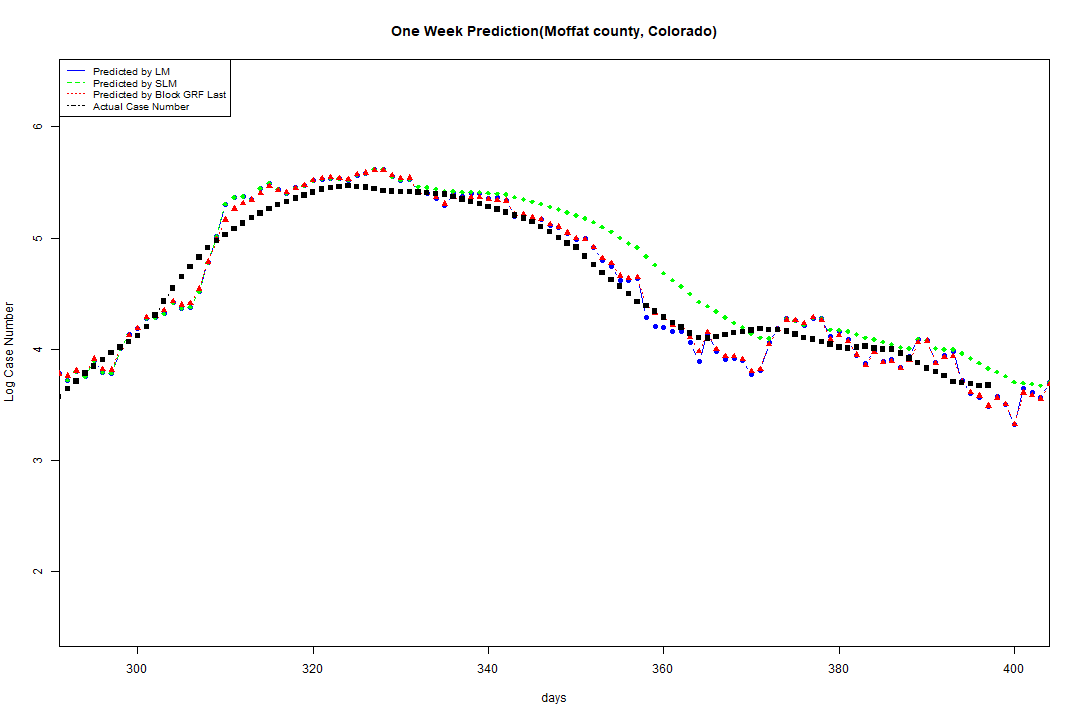 One Week Prediction(Moffat county, Colorado)
Predicted by LM
Predicted by SLM
Predicted by Block GRF Last
Actual Case Number
6
5
4
3
2
Log Case Number
300 320 340 360 380 400
days